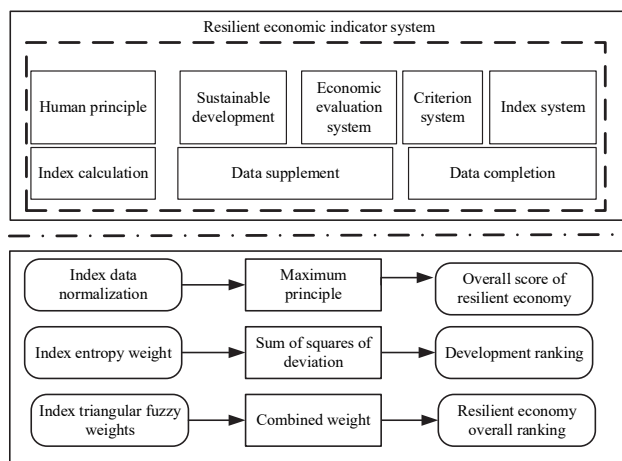 Resilient economic indicator system
Human principle
Sustainable
development
Economic
evaluation
system
Criterion
system
Index system
Index calculation
Data supplement
Data completion
Index data
normalization
Maximum
principle
Overall score of
resilient economy
Index entropy weight
Sum of squares of
deviation
Development ranking
Index triangular fuzzy
weights
Combined weight
Resilient economy
overall ranking